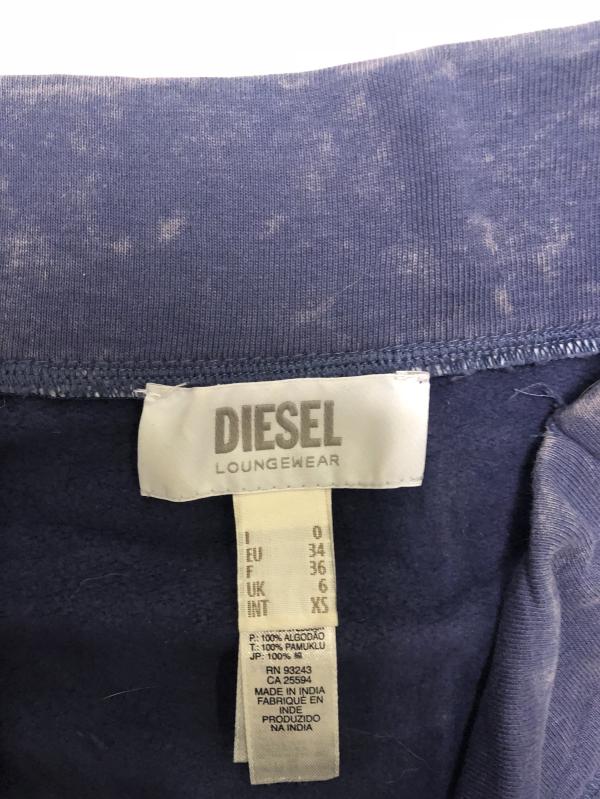 DIESEL
LOUNGEWEAR
I 0
EU 34
F 36
UK 6
INT XS
P.: 100% ALGODÃO
T.: 100% PAMUKLU
JP: 100% 綿
RN 93243
CA 25594
MADE IN INDIA
FABRIQUÉ EN
INDE
PRODUZIDO
NA INDIA